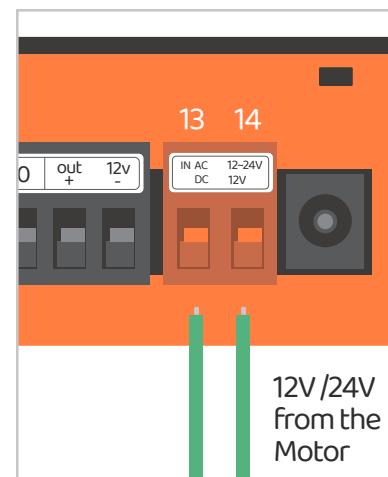 13 14
0 out 12v
+ -
IN AC 12~24V
DC 12V
12V/24V
from the
Motor